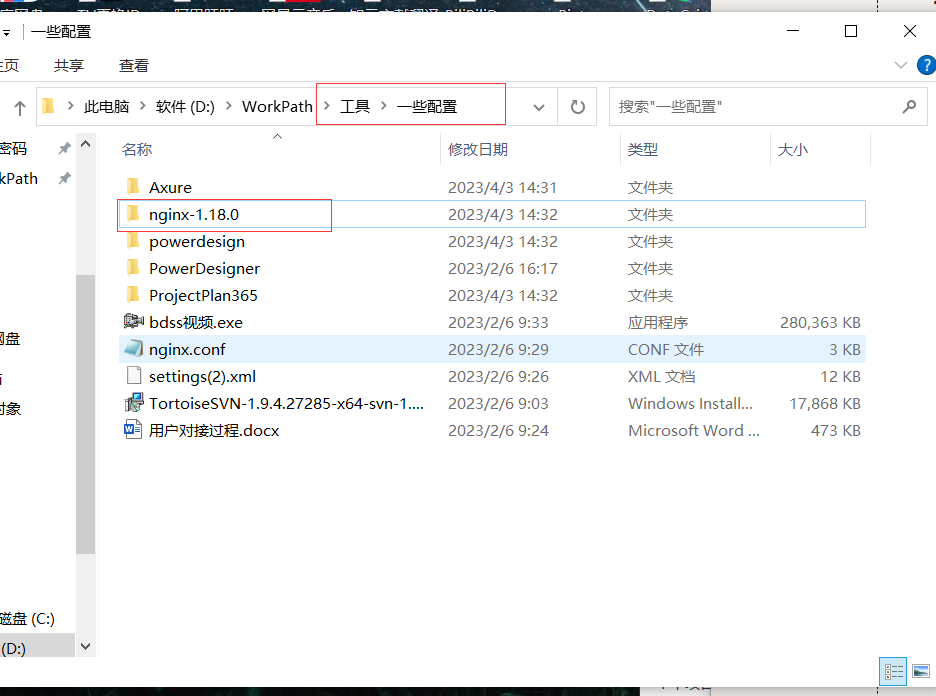 一些配置
主页 共享 查看
此电脑 软件 (D:) WorkPath 工具 一些配置 搜索"一些配置"
密码
kPath
网盘
对象
磁盘 (C:)
(D:)
名称 修改日期 类型 大小
Axure 2023/4/3 14:31 文件夹
nginx-1.18.0 2023/4/3 14:32 文件夹
powerdesign 2023/4/3 14:32 文件夹
PowerDesigner 2023/2/6 16:17 文件夹
ProjectPlan365 2023/4/3 14:32 文件夹
bdss视频.exe 2023/2/6 9:33 应用程序 280,363 KB
nginx.conf 2023/2/6 9:29 CONF 文件 3 KB
settings(2).xml 2023/2/6 9:26 XML 文档 12 KB
TortoiseSVN-1.9.4.27285-x64-svn-1.... 2023/2/6 9:03 Windows Install... 17,868 KB
用户对接过程.docx 2023/2/6 9:24 Microsoft Word ... 473 KB